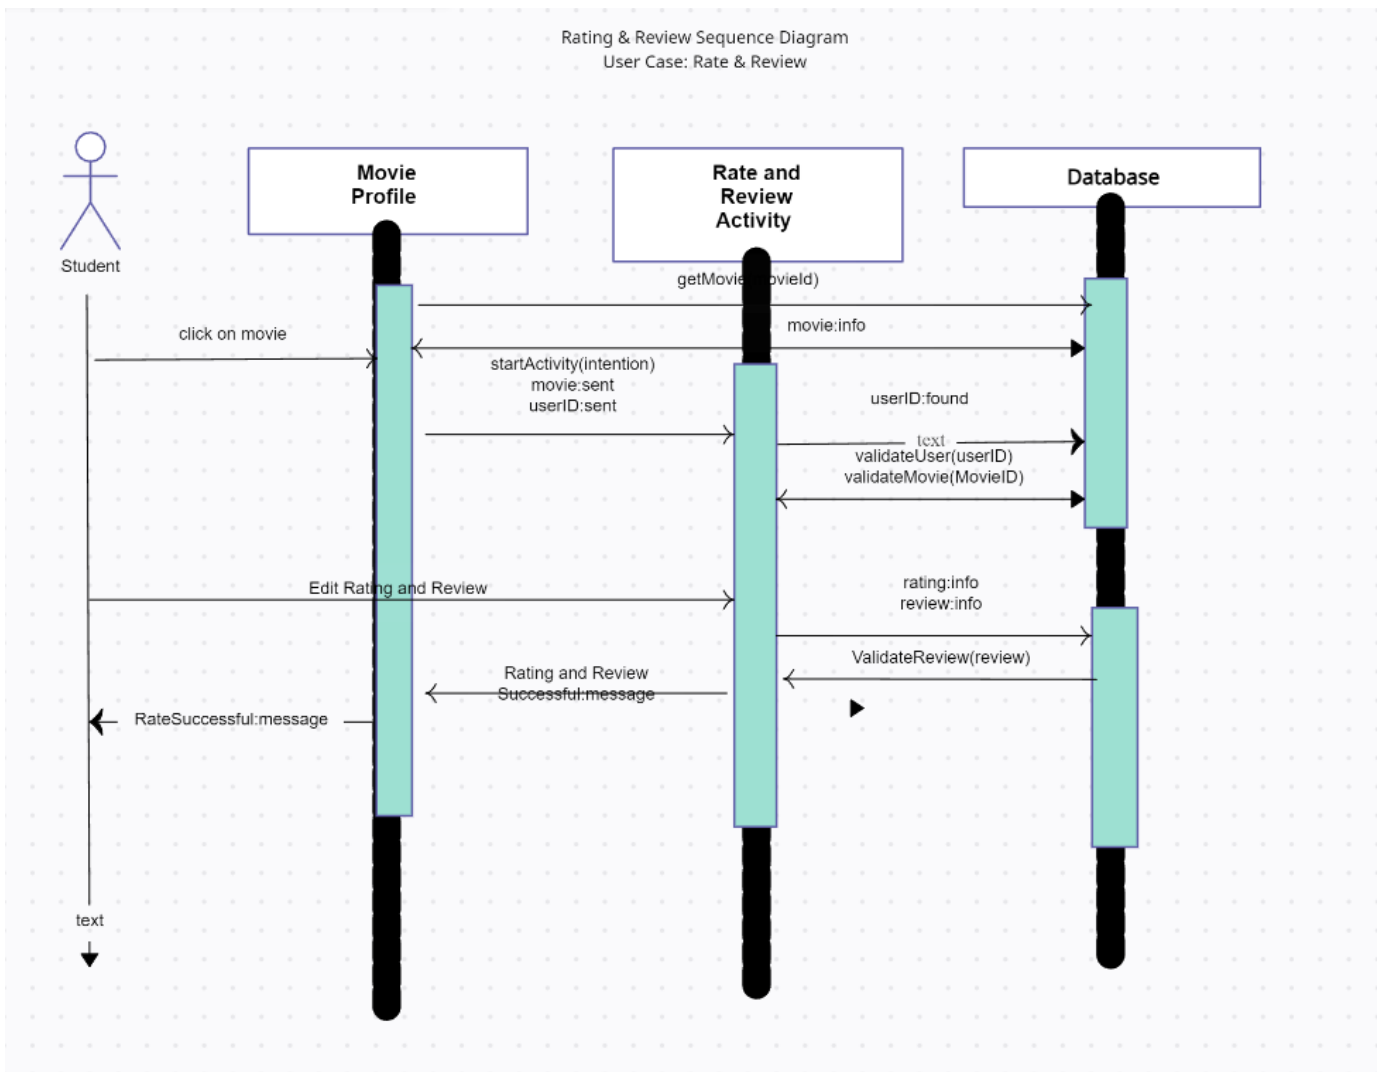 Rating & Review Sequence Diagram
User Case: Rate & Review
Movie
Profile
Rate and
Review
Activity
Database
Student
getMovie
ovieId)
click on movie
movie:info
startActivity(intention)
movie:sent
userID:sent
userID:found
text
validateUser(userID)
validateMovie(MovieID)
Edit Rating and Review
rating:info
review:info
ValidateReview(review)
Rating and Review
Successful:message
RateSuccessful:message
text